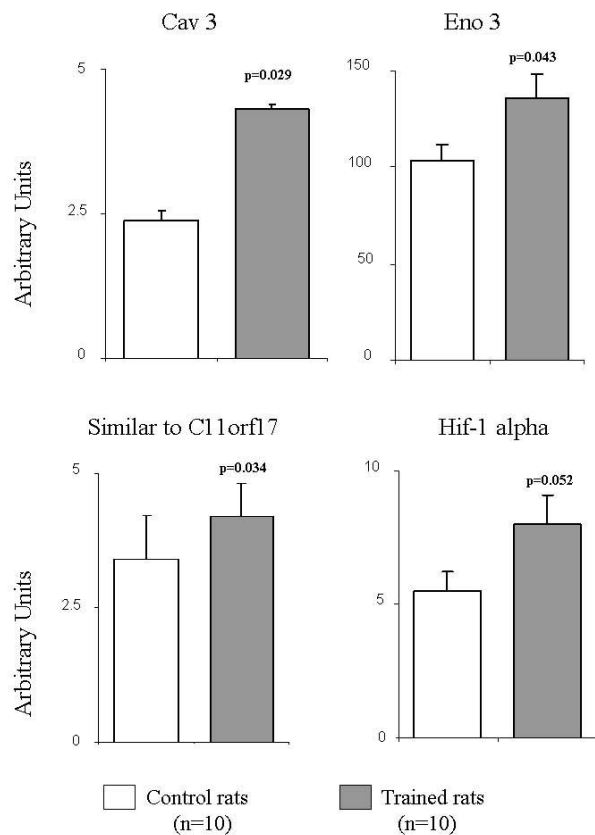 Cav 3
Eno 3
Arbitrary Units
5
2.5
0
p=0.029
150
100
50
0
p=0.043
Similar to C11orf17
Hif-1 alpha
Arbitrary Units
5
2.5
0
p=0.034
10
5
0
p=0.052
Control rats
(n=10)
Trained rats
(n=10)